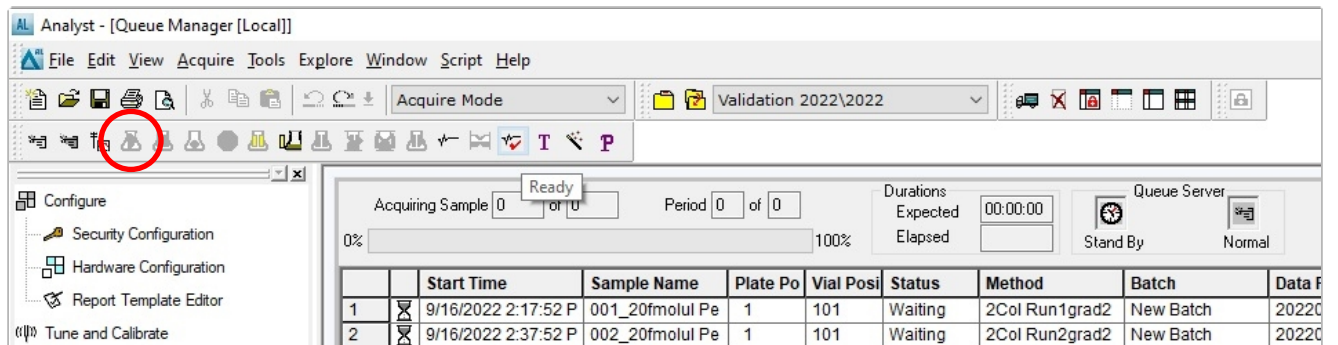 AL Analyst - [Queue Manager [Local]]
File Edit View Acquire Tools Explore Window Script Help
Acquire Mode
Validation 2022\2022
T P
Ready
Configure
Security Configuration
Hardware Configuration
Report Template Editor
Tune and Calibrate
Acquiring Sample 0 of 0 Period 0 of 0
0% 100%
Durations
Expected 00:00:00
Elapsed
Queue Server
Stand By Normal
Start Time Sample Name Plate Po Vial Posi Status Method Batch Data F
1 9/16/2022 2:17:52 P 001_20fmolul Pe 1 101 Waiting 2Col Run1grad2 New Batch 20220
2 9/16/2022 2:37:52 P 002_20fmolul Pe 1 101 Waiting 2Col Run2grad2 New Batch 20220